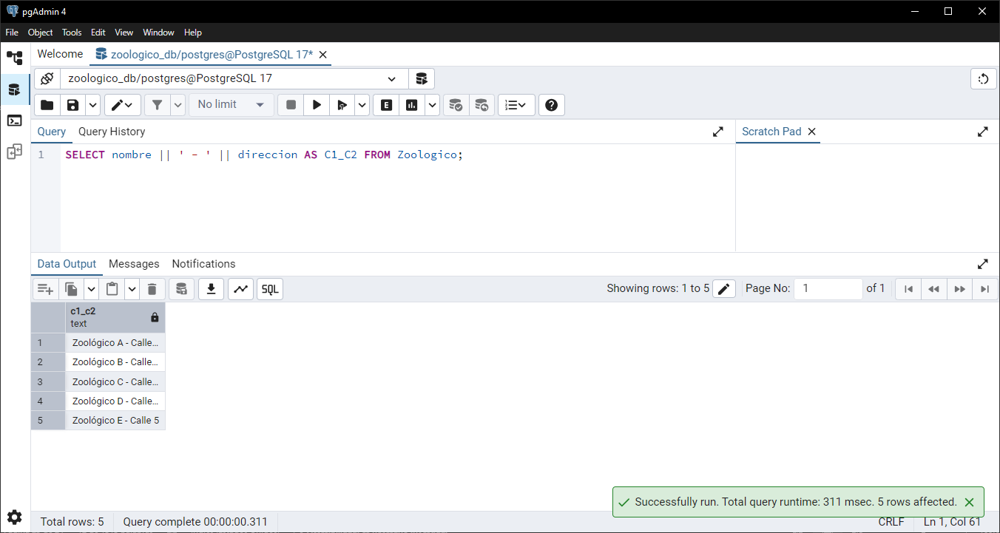 pgAdmin 4
File Object Tools Edit View Window Help
Welcome zoologico_db/postgres@PostgreSQL 17*
zoologico_db/postgres@PostgreSQL 17
No limit E
Query Query History Scratch Pad
1 SELECT nombre || ' - ' || direccion AS C1_C2 FROM Zoologico;
Data Output Messages Notifications
SQL Showing rows: 1 to 5 Page No: 1 of 1
c1_c2
text
1 Zoológico A - Calle…
2 Zoológico B - Calle…
3 Zoológico C - Calle…
4 Zoológico D - Calle…
5 Zoológico E - Calle 5
Successfully run. Total query runtime: 311 msec. 5 rows affected.
Total rows: 5 Query complete 00:00:00.311 CRLF Ln 1, Col 61